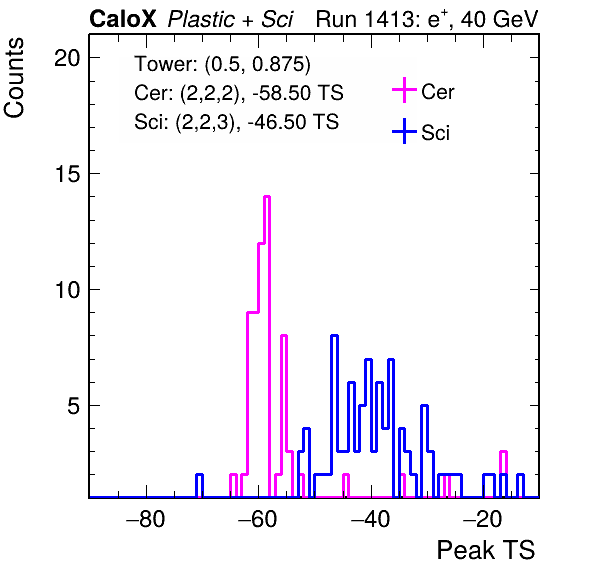 CaloX Plastic + Sci Run 1413: e⁺, 40 GeV
Tower: (0.5, 0.875)
Cer: (2,2,2), -58.50 TS
Sci: (2,2,3), -46.50 TS
Cer
Sci
Counts
20
15
10
5
−80 −60 −40 −20
Peak TS